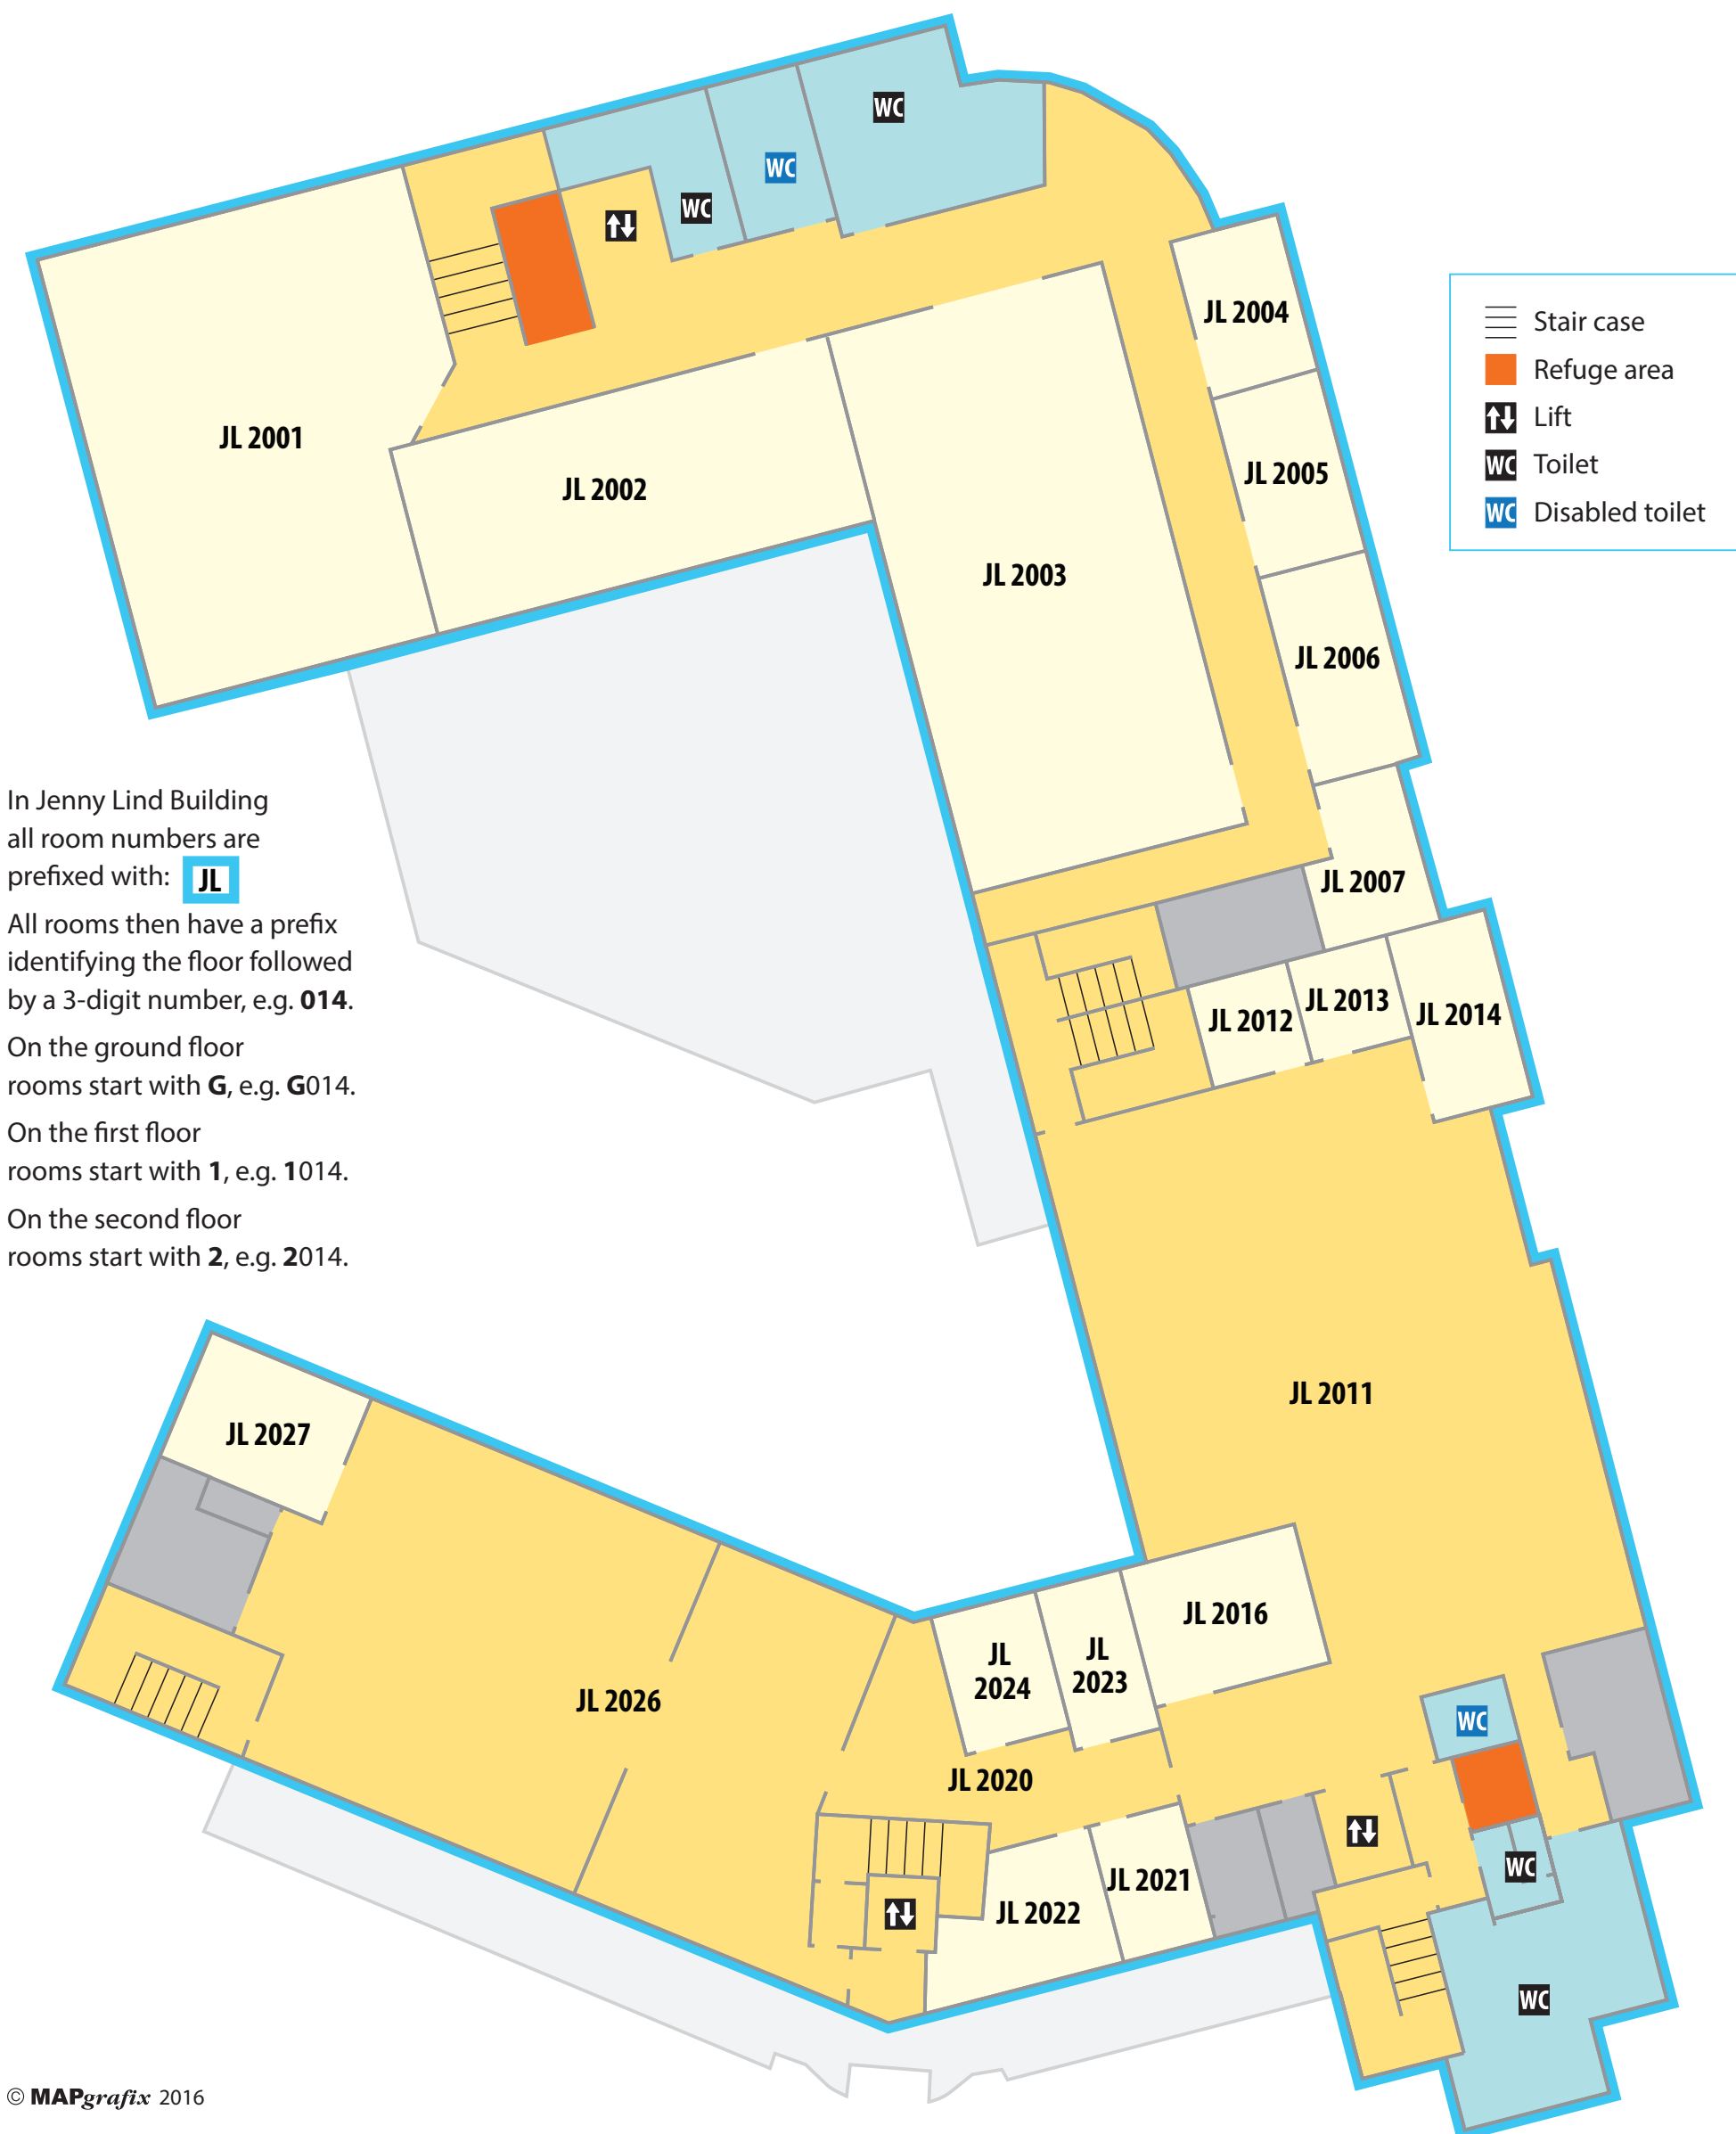 WC
WC
WC
JL 2004
Stair case
Refuge area
Lift
WC Toilet
WC Disabled toilet
JL 2001
JL 2002
JL 2005
JL 2003
JL 2006
In Jenny Lind Building
all room numbers are
prefixed with: JL
All rooms then have a prefix
identifying the floor followed
by a 3-digit number, e.g. 014.
On the ground floor
rooms start with G, e.g. G014.
On the first floor
rooms start with 1, e.g. 1014.
On the second floor
rooms start with 2, e.g. 2014.
JL 2007
JL 2012
JL 2013
JL 2014
JL 2011
JL 2027
JL 2016
JL
2024
JL
2023
JL 2026
WC
JL 2020
JL 2021
JL 2022
WC
WC
© MAPgrafix 2016